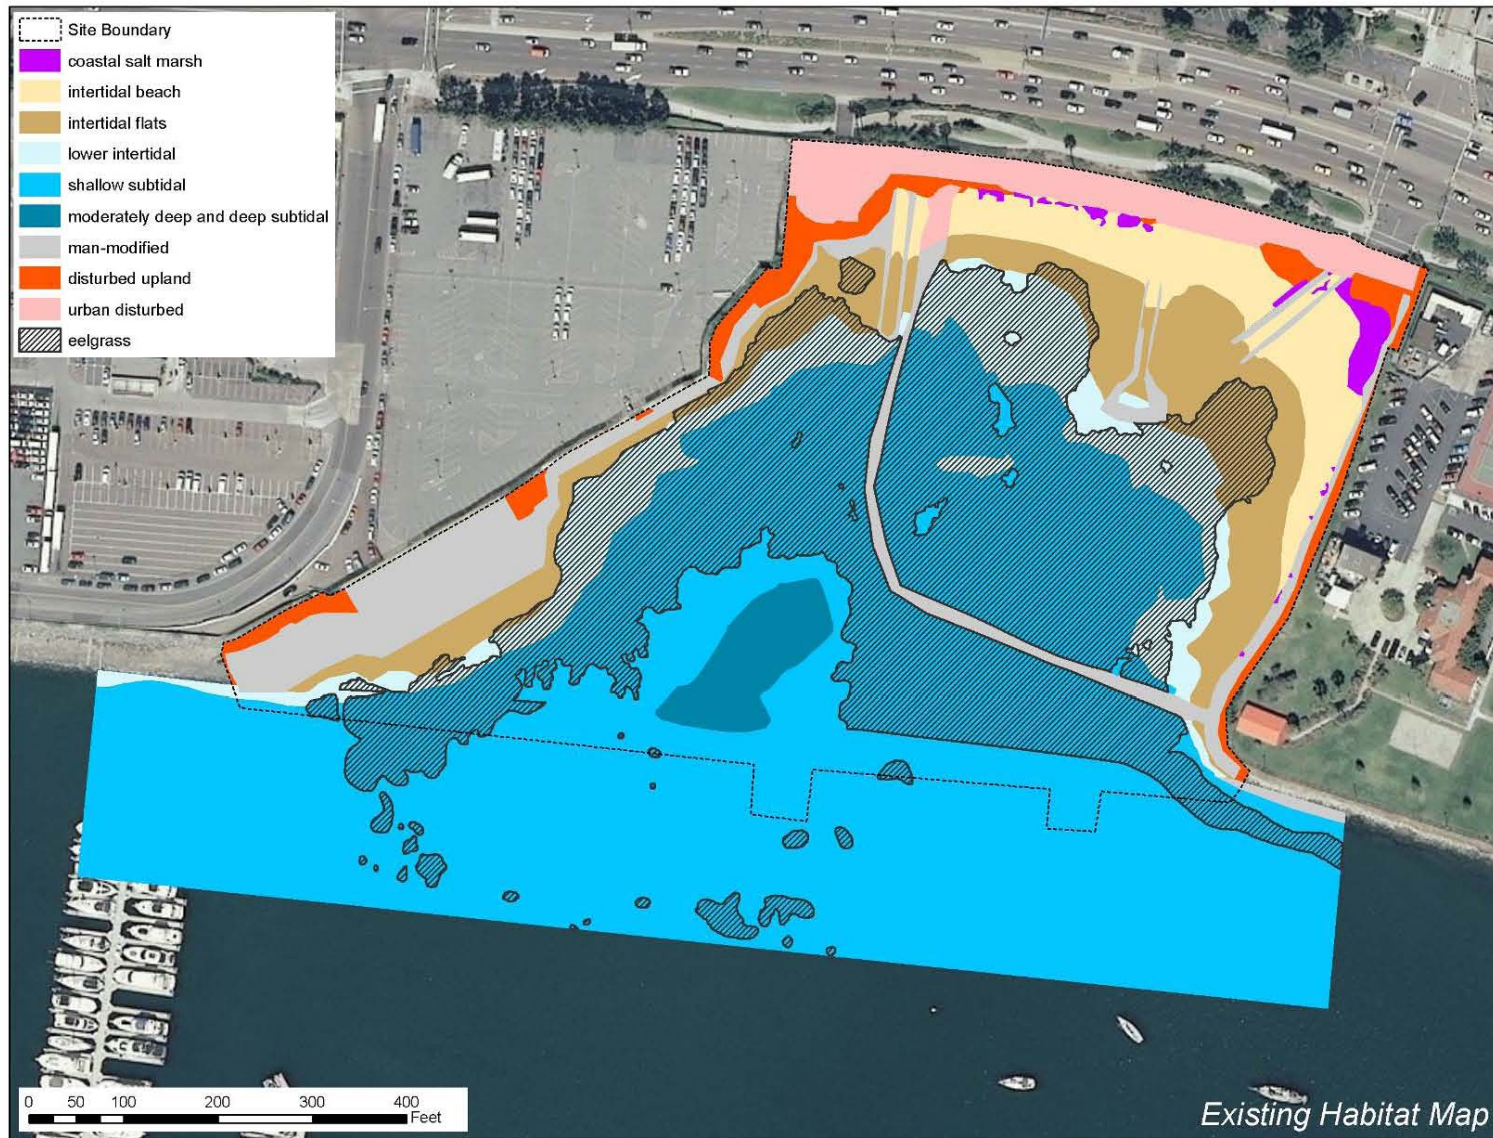 Site Boundary
coastal salt marsh
intertidal beach
intertidal flats
lower intertidal
shallow subtidal
moderately deep and deep subtidal
man-modified
disturbed upland
urban disturbed
eelgrass
0 50 100 200 300 400
Feet
Existing Habitat Map